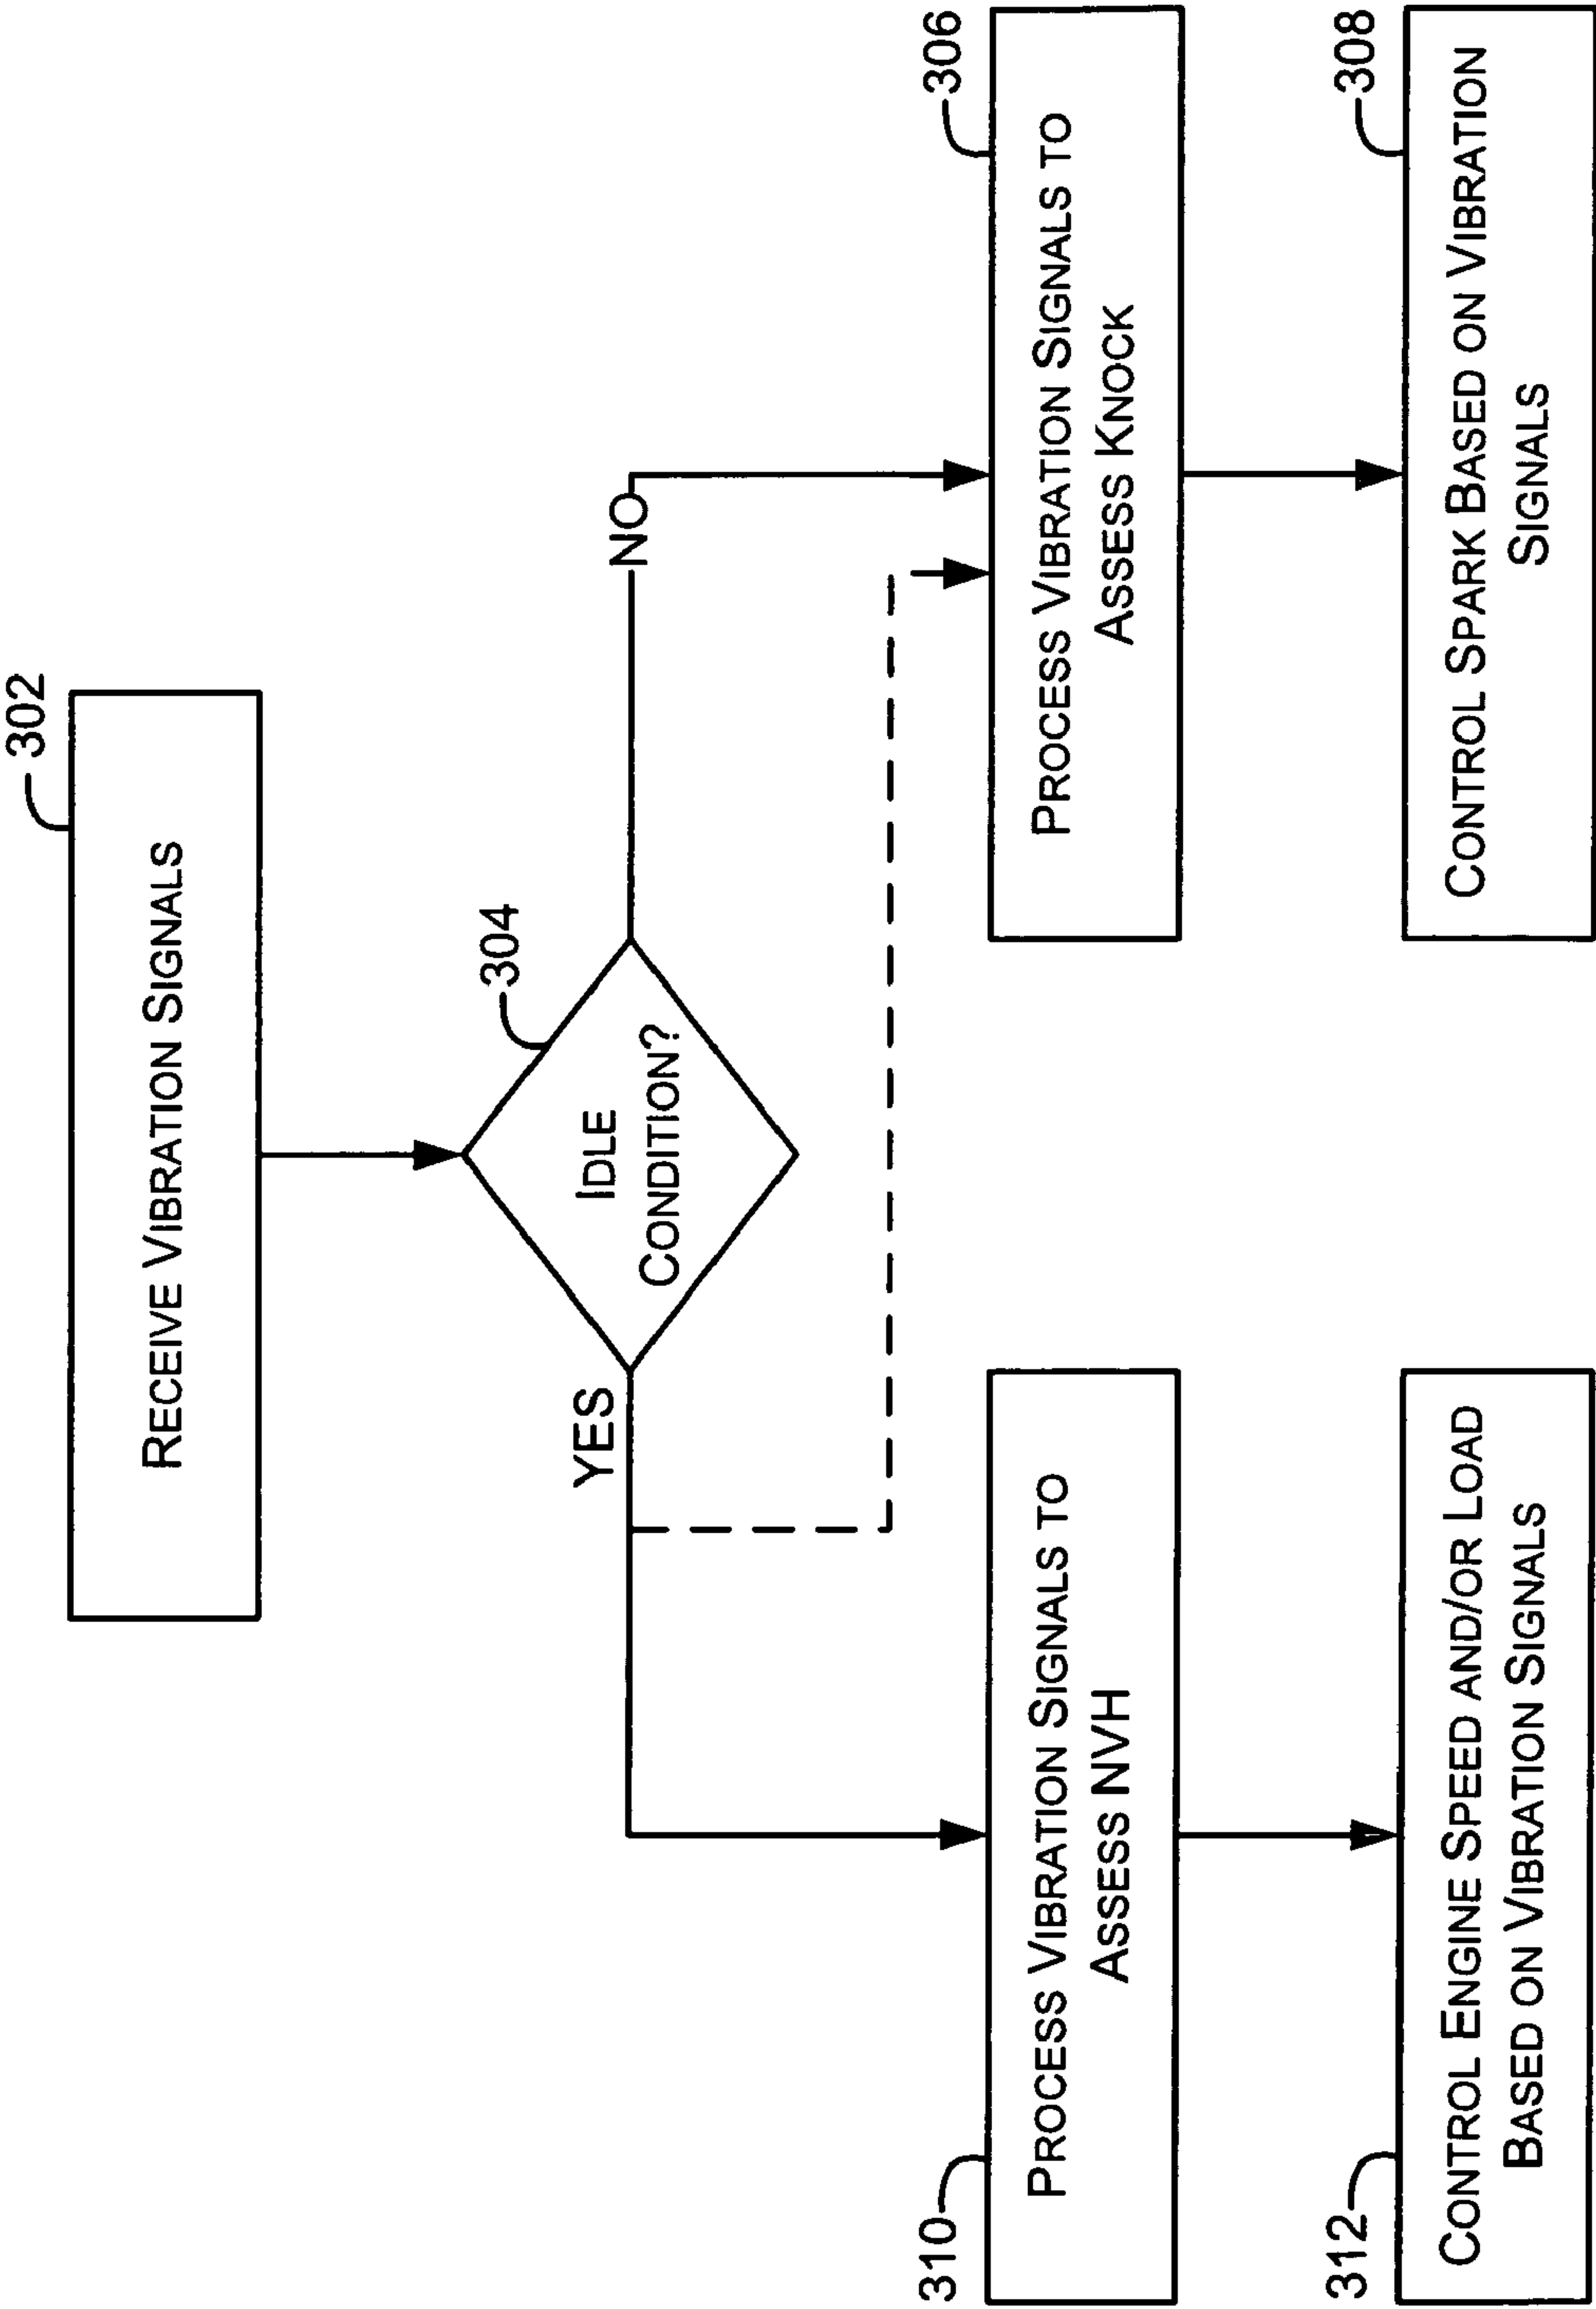 302
RECEIVE VIBRATION SIGNALS
304
IDLE
CONDITION?
YES
NO
310
PROCESS VIBRATION SIGNALS TO
ASSESS NVH
306
PROCESS VIBRATION SIGNALS TO
ASSESS KNOCK
312
CONTROL ENGINE SPEED AND/OR LOAD
BASED ON VIBRATION SIGNALS
308
CONTROL SPARK BASED ON VIBRATION
SIGNALS